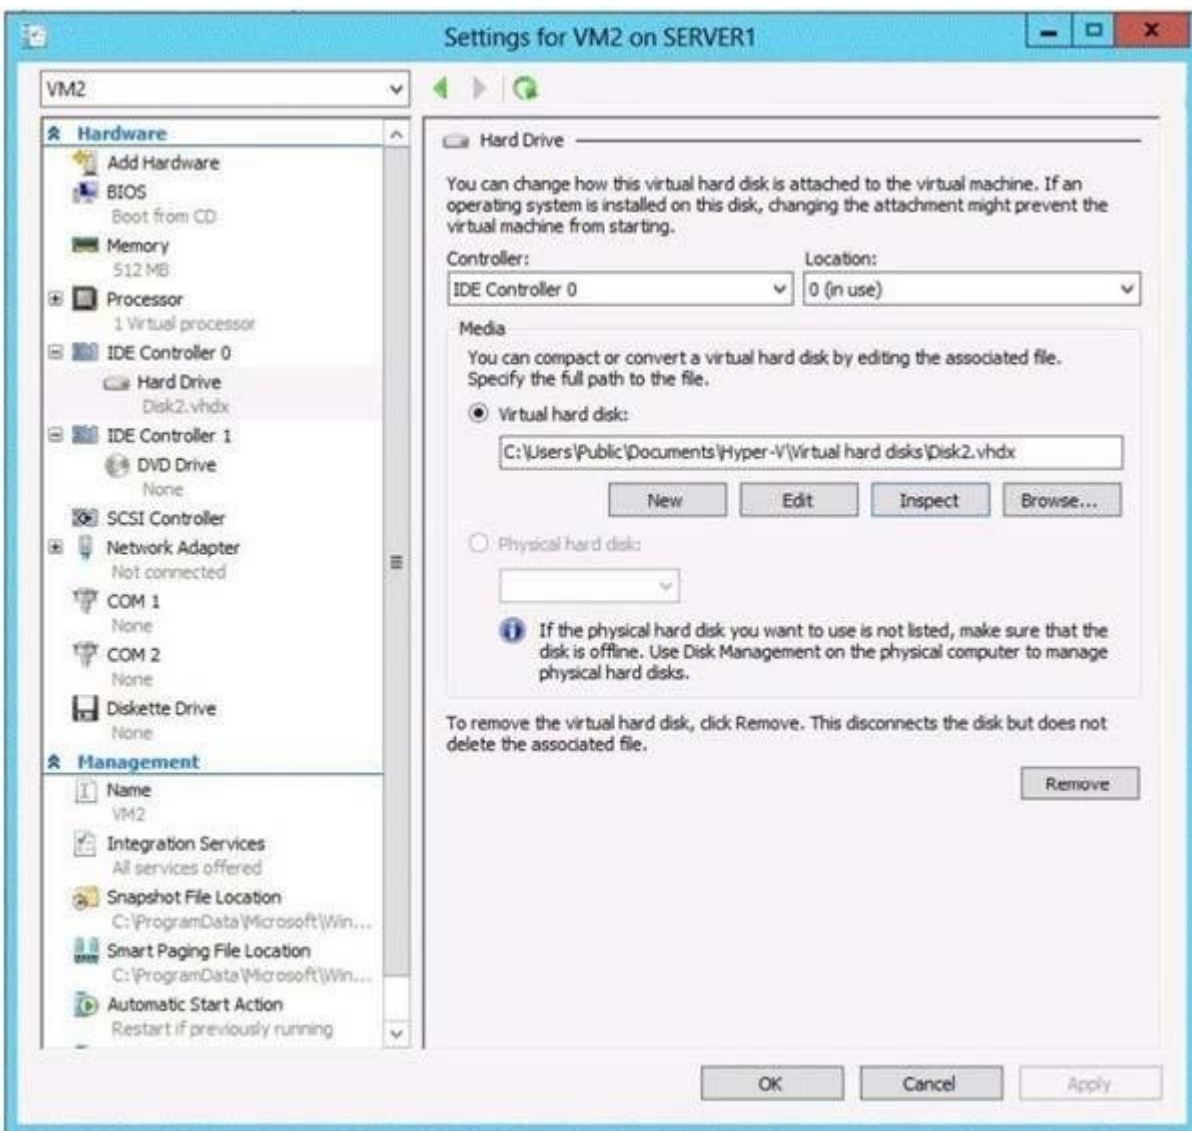 Settings for VM2 on SERVER1
VM2
Hardware
Add Hardware
BIOS
Boot from CD
Memory
512 MB
Processor
1 Virtual processor
IDE Controller 0
Hard Drive
Disk2.vhdx
IDE Controller 1
DVD Drive
None
SCSI Controller
Network Adapter
Not connected
COM 1
None
COM 2
None
Diskette Drive
None
Management
Name
VM2
Integration Services
All services offered
Snapshot File Location
C:\ProgramData\Microsoft\Win...
Smart Paging File Location
C:\ProgramData\Microsoft\Win...
Automatic Start Action
Restart if previously running
Hard Drive
You can change how this virtual hard disk is attached to the virtual machine. If an
operating system is installed on this disk, changing the attachment might prevent the
virtual machine from starting.
Controller: Location:
IDE Controller 0 0 (in use)
Media
You can compact or convert a virtual hard disk by editing the associated file.
Specify the full path to the file.
Virtual hard disk:
C:\Users\Public\Documents\Hyper-V\Virtual hard disks\Disk2.vhdx
New Edit Inspect Browse...
Physical hard disk:
If the physical hard disk you want to use is not listed, make sure that the
disk is offline. Use Disk Management on the physical computer to manage
physical hard disks.
To remove the virtual hard disk, click Remove. This disconnects the disk but does not
delete the associated file.
Remove
OK Cancel Apply